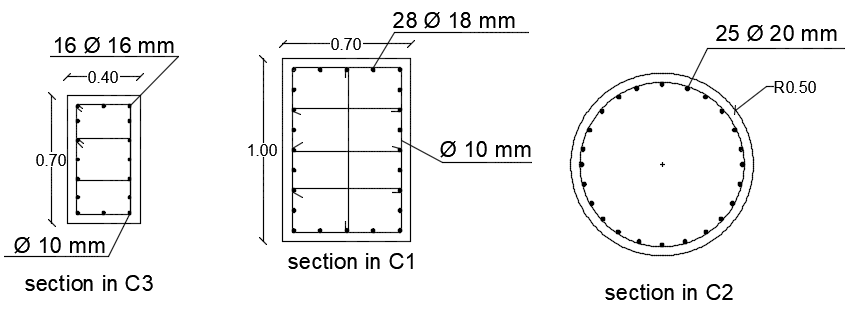 16 Ø 16 mm
0.40
0.70
Ø 10 mm
section in C3
28 Ø 18 mm
0.70
1.00
Ø 10 mm
section in C1
25 Ø 20 mm
R0.50
section in C2